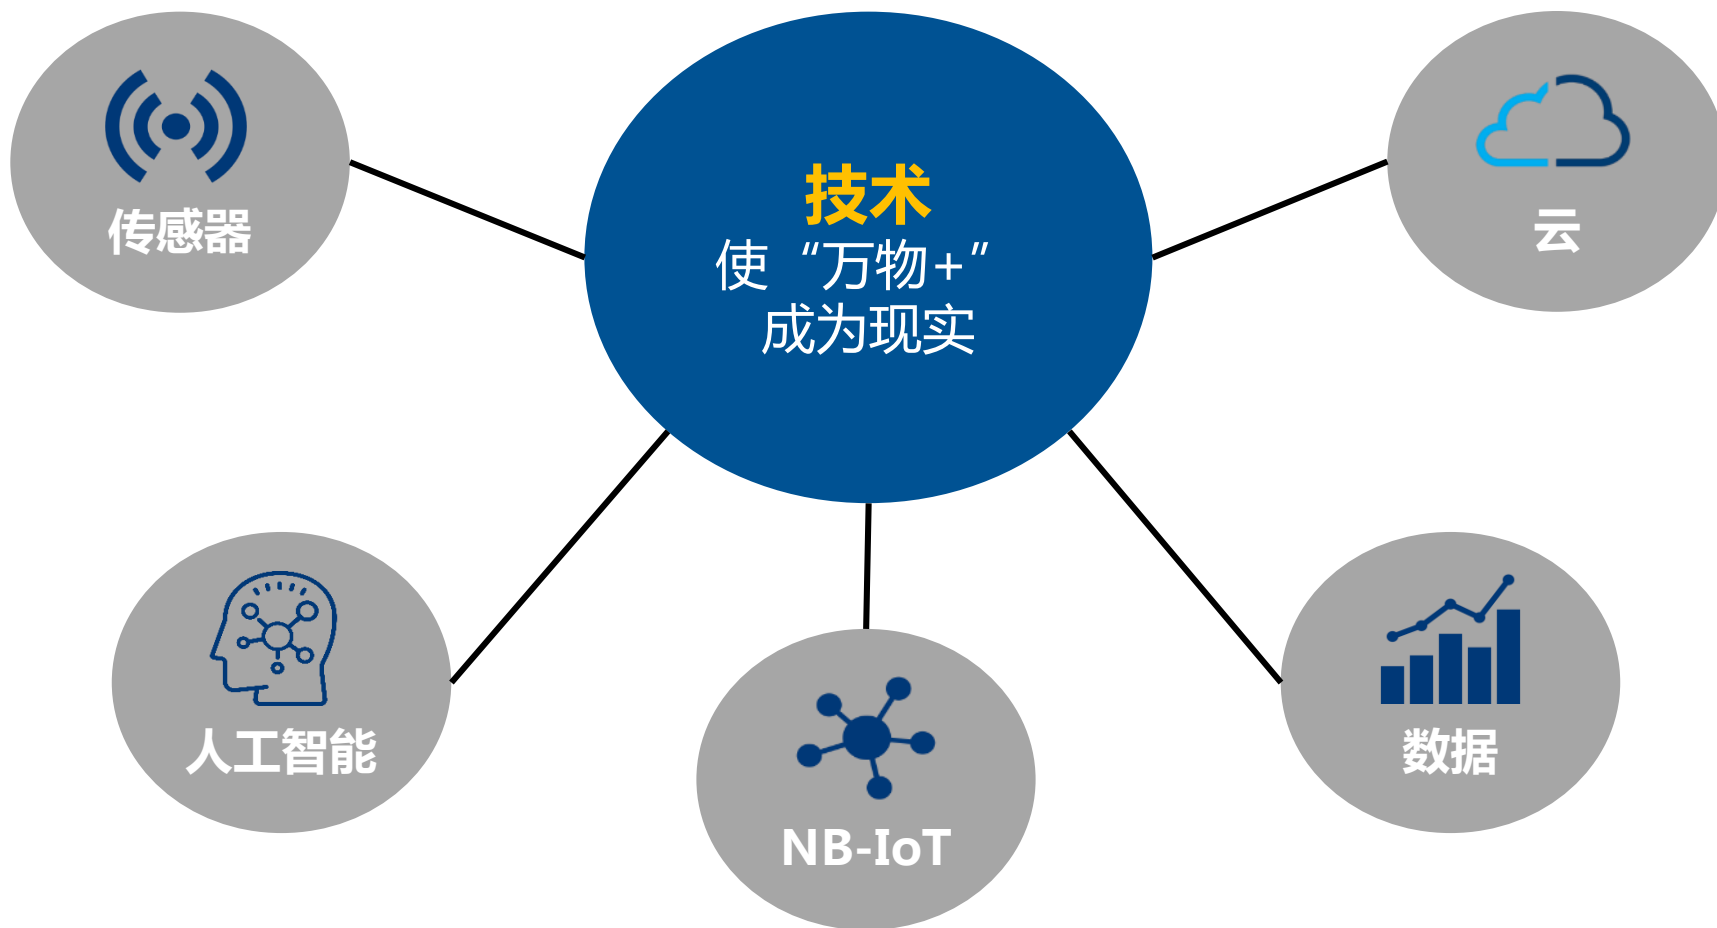 技术
使“万物+”
成为现实
传感器
云
人工智能
NB-IoT
数据